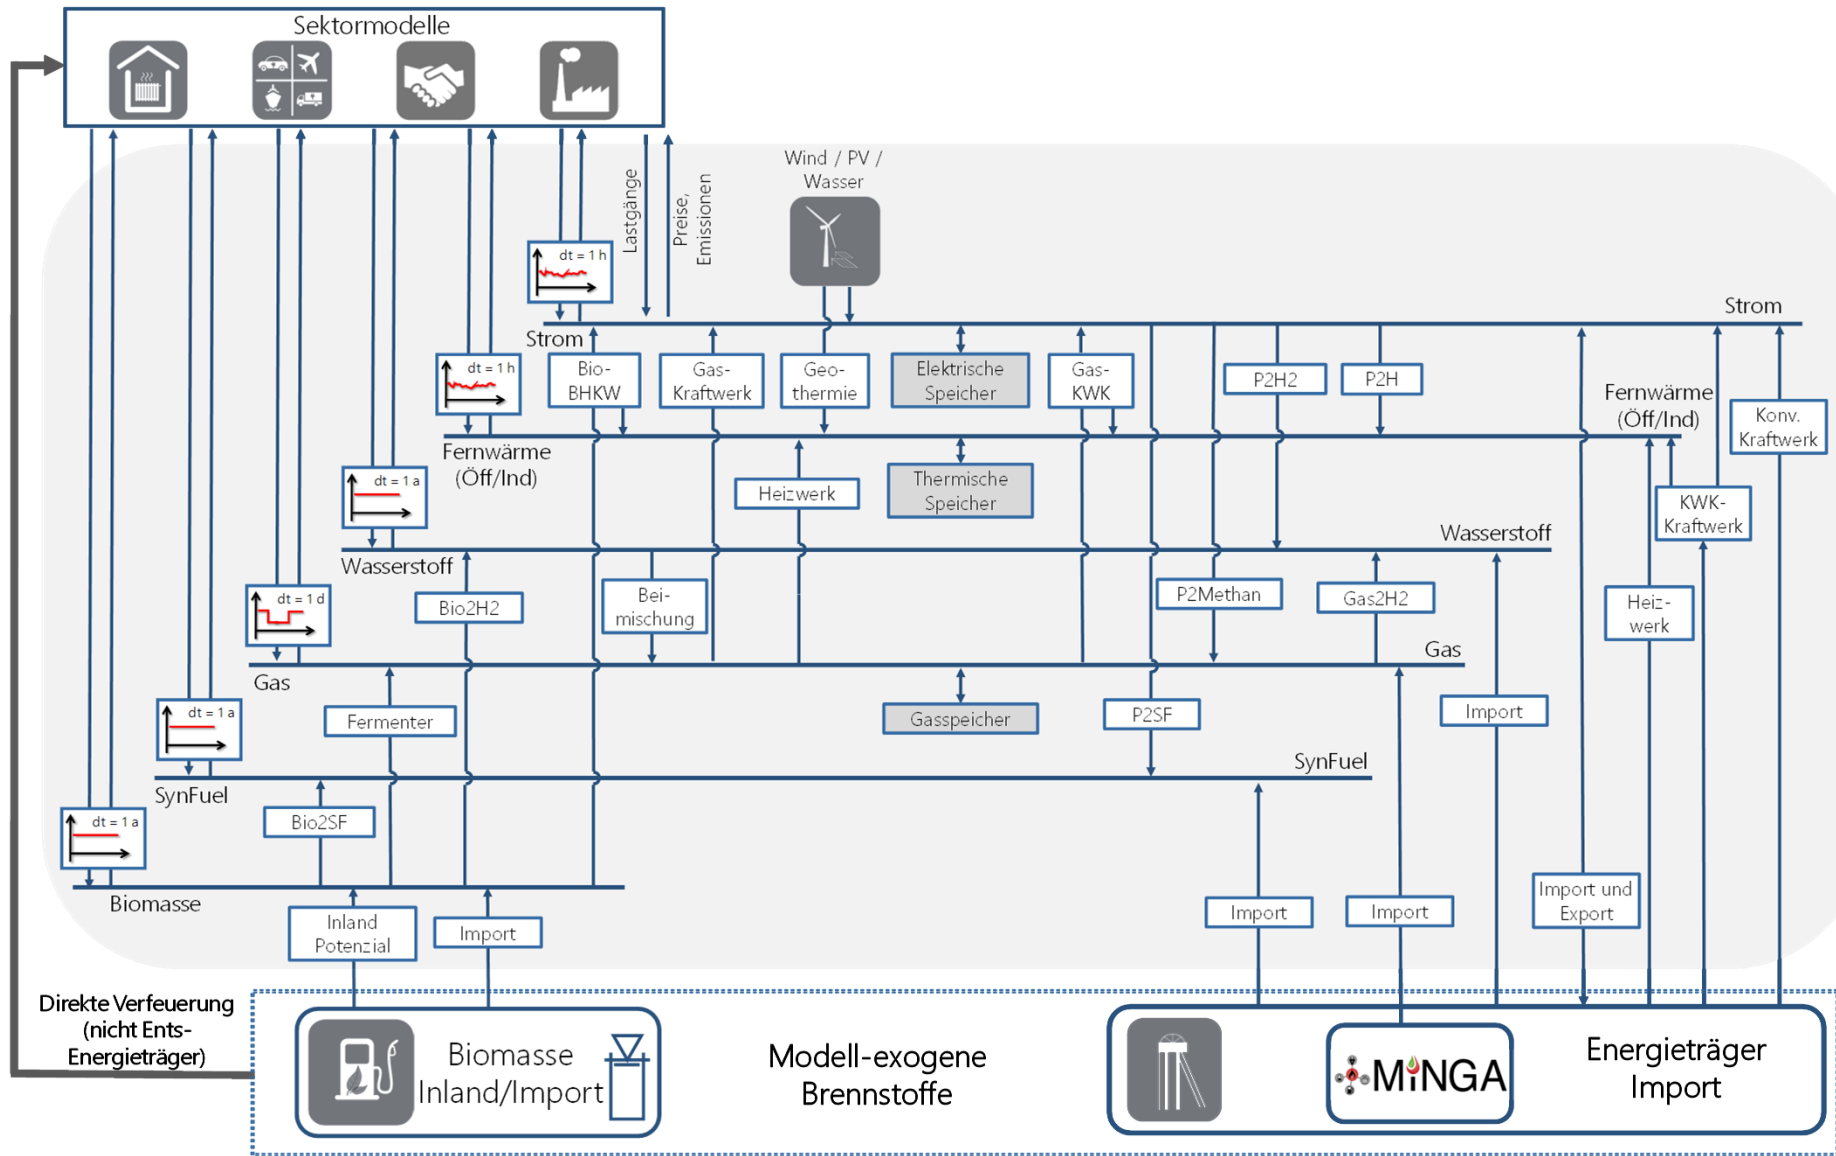 Sektormodelle
Wind / PV /
Wasser
Lastgänge
Preise,
Emissionen
dt = 1 h
Strom
Strom
dt = 1 h
Bio-
BHKW
Gas-
Kraftwerk
Geo-
thermie
Elektrische
Speicher
Gas-
KWK
P2H2
P2H
Fernwärme
(Öff/Ind)
Konv.
Kraftwerk
Fernwärme
(Öff/Ind)
dt = 1 a
Heizwerk
Thermische
Speicher
KWK-
Kraftwerk
Wasserstoff
Wasserstoff
dt = 1 d
Bio2H2
Bei-
mischung
P2Methan
Gas2H2
Heiz-
werk
Gas
Gas
dt = 1 a
Fermenter
Gasspeicher
P2SF
Import
SynFuel
SynFuel
dt = 1 a
Bio2SF
Biomasse
Inland
Potenzial
Import
Import
Import
Import und
Export
Direkte Verfeuerung
(nicht Ents-
Energieträger)
Biomasse
Inland/Import
Modell-exogene
Brennstoffe
MINGA
Energieträger
Import